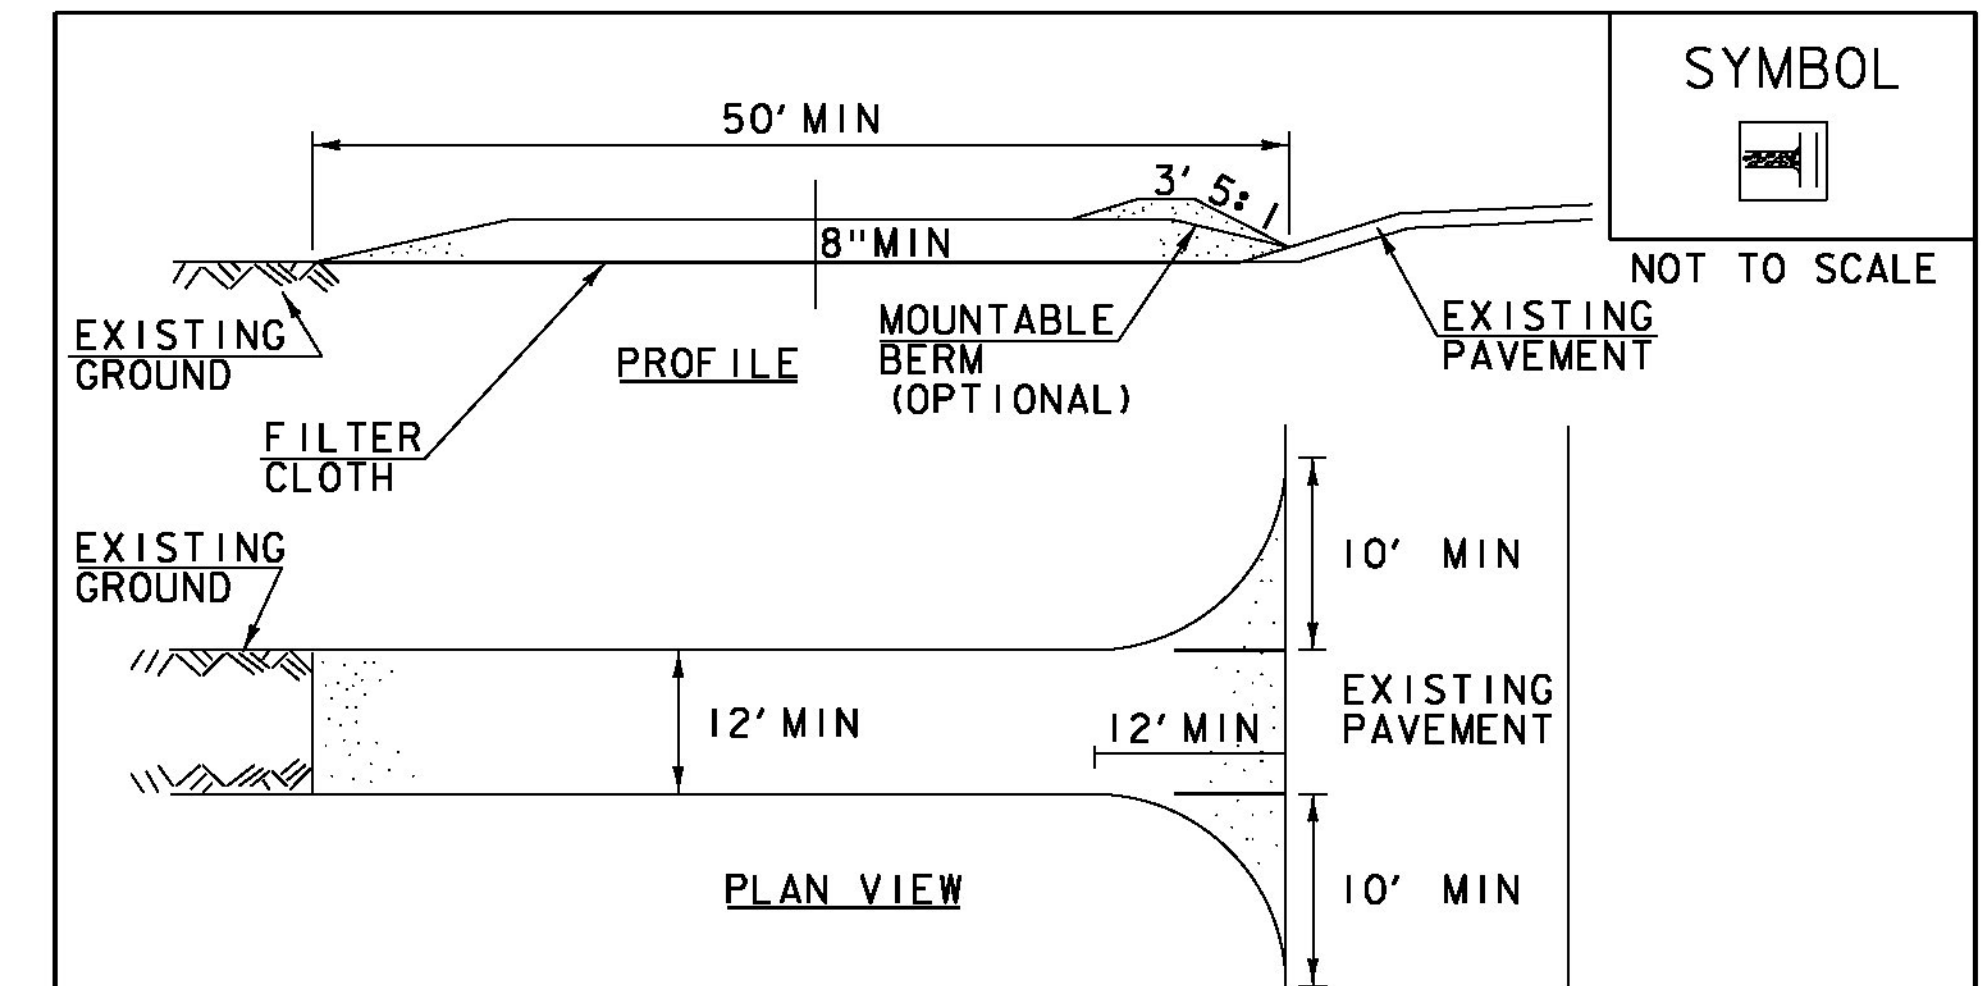 SYMBOL
50' MIN
3' 5:1
8" MIN
NOT TO SCALE
EXISTING
GROUND
PROFILE
MOUNTABLE
BERM
(OPTIONAL)
EXISTING
PAVEMENT
FILTER
CLOTH
EXISTING
GROUND
10' MIN
12' MIN
12' MIN
EXISTING
PAVEMENT
PLAN VIEW
10' MIN